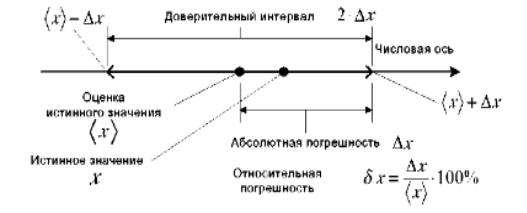 ⟨x⟩ − Δx
Доверительный интервал
2·Δx
Числовая ось
Оценка
истинного значения
⟨x⟩
⟨x⟩ + Δx
Абсолютная погрешность Δx
Истинное значение
x
Относительная
погрешность
δx = Δx/⟨x⟩ · 100%